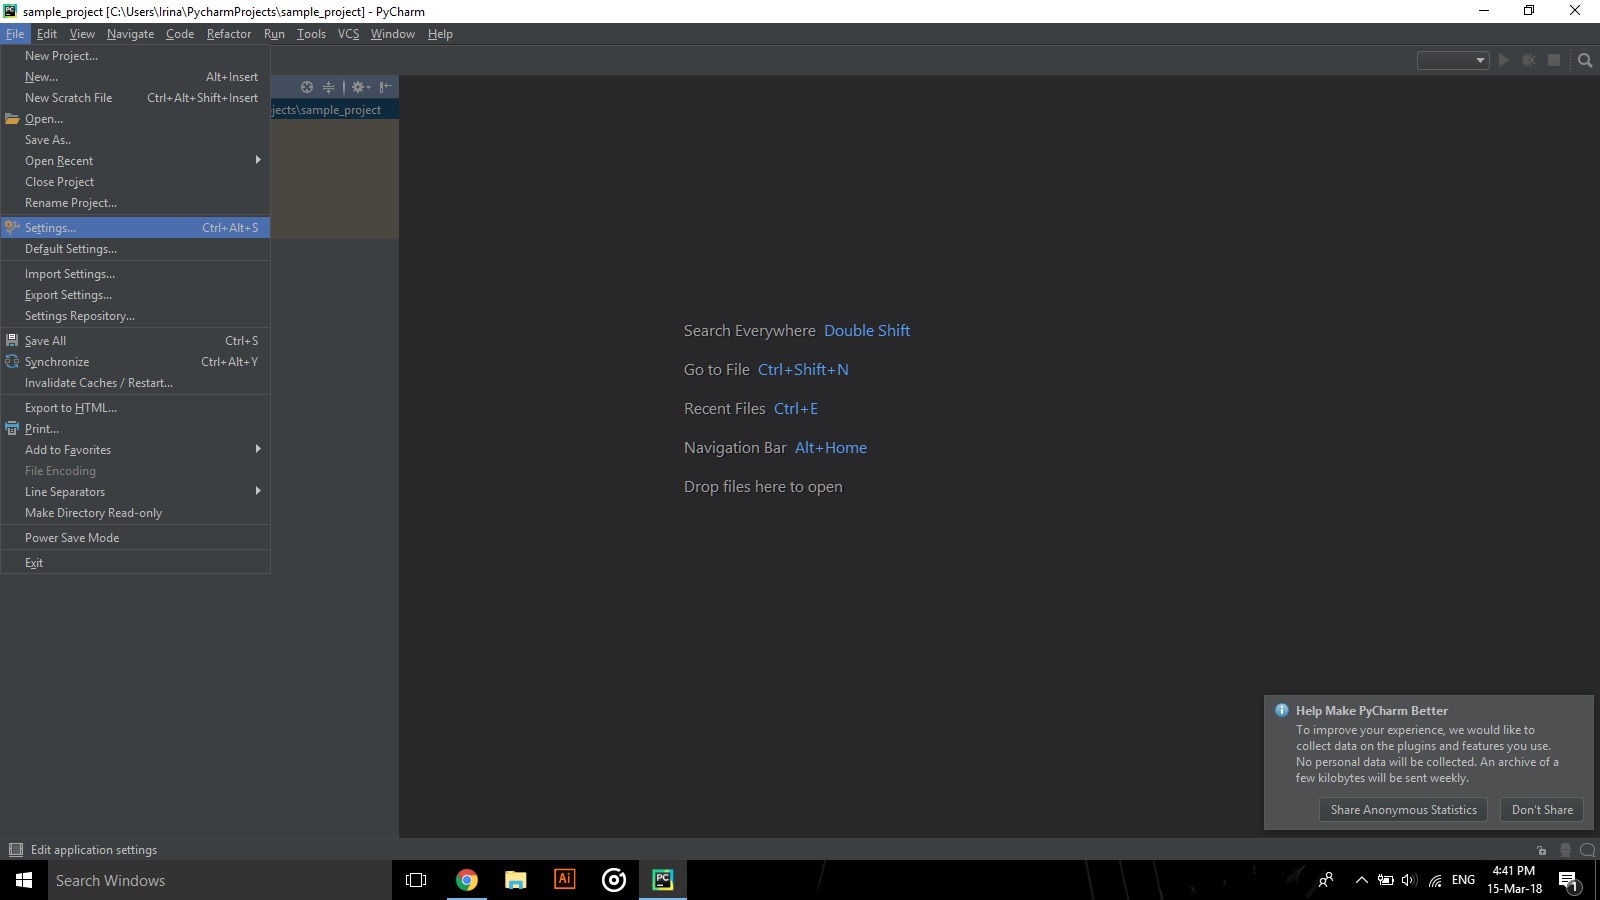 sample_project [C:\Users\Irina\PycharmProjects\sample_project] - PyCharm
File Edit View Navigate Code Refactor Run Tools VCS Window Help
New Project...
New... Alt+Insert
New Scratch File Ctrl+Alt+Shift+Insert
jects\sample_project
Open...
Save As..
Open Recent
Close Project
Rename Project...
Settings... Ctrl+Alt+S
Default Settings...
Import Settings...
Export Settings...
Settings Repository...
Save All Ctrl+S
Synchronize Ctrl+Alt+Y
Invalidate Caches / Restart...
Export to HTML...
Print...
Add to Favorites
File Encoding
Line Separators
Make Directory Read-only
Power Save Mode
Exit
Search Everywhere Double Shift
Go to File Ctrl+Shift+N
Recent Files Ctrl+E
Navigation Bar Alt+Home
Drop files here to open
Help Make PyCharm Better
To improve your experience, we would like to
collect data on the plugins and features you use.
No personal data will be collected. An archive of a
few kilobytes will be sent weekly.
Share Anonymous Statistics Don't Share
Edit application settings
Search Windows
Ai
PC
ENG
4:41 PM
15-Mar-18
1